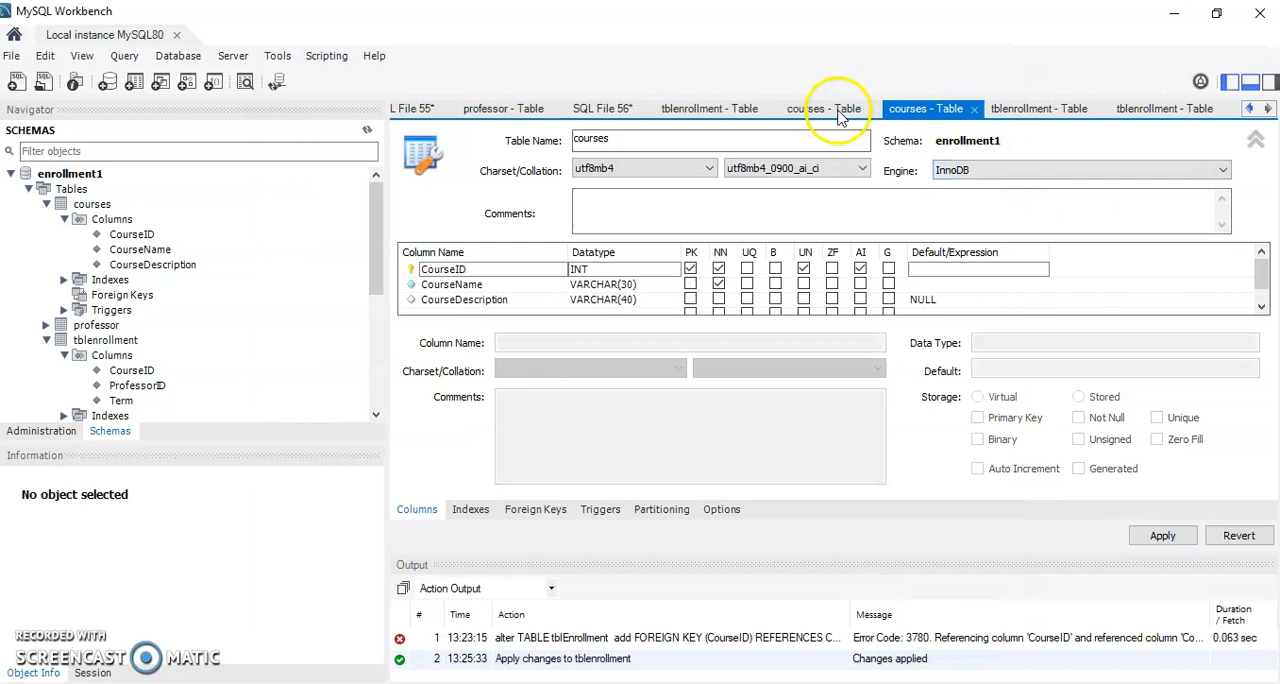 MySQL Workbench
Local instance MySQL80
File Edit View Query Database Server Tools Scripting Help
Navigator
SCHEMAS
Filter objects
enrollment1
Tables
courses
Columns
CourseID
CourseName
CourseDescription
Indexes
Foreign Keys
Triggers
professor
tblenrollment
Columns
CourseID
ProfessorID
Term
Indexes
Administration Schemas
Information
No object selected
RECORDED WITH
SCREENCAST MATIC
Object Info Session
L File 55* professor - Table SQL File 56* tblenrollment - Table courses - Table courses - Table tblenrollment - Table tblenrollment - Table
Table Name: courses Schema: enrollment1
Charset/Collation: utf8mb4 utf8mb4_0900_ai_ci Engine: InnoDB
Comments:
Column Name Datatype PK NN UQ B UN ZF AI G Default/Expression
CourseID INT
CourseName VARCHAR(30)
CourseDescription VARCHAR(40) NULL
Column Name: Data Type:
Charset/Collation: Default:
Comments: Storage: Virtual Stored
Primary Key Not Null Unique
Binary Unsigned Zero Fill
Auto Increment Generated
Columns Indexes Foreign Keys Triggers Partitioning Options
Apply Revert
Output
Action Output
# Time Action Message Duration / Fetch
1 13:23:15 alter TABLE tblEnrollment add FOREIGN KEY (CourseID) REFERENCES C... Error Code: 3780. Referencing column 'CourseID' and referenced column 'Co... 0.063 sec
2 13:25:33 Apply changes to tblenrollment Changes applied